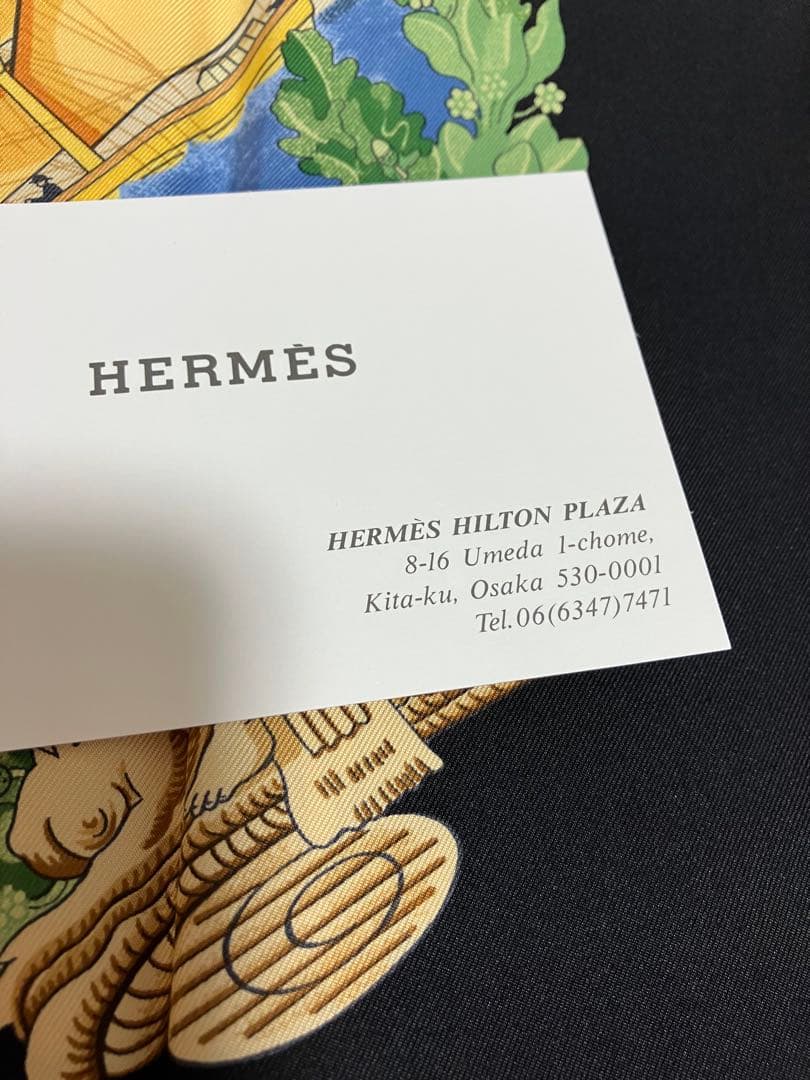 HERMÈS
HERMÈS HILTON PLAZA
8-16 Umeda 1-chome,
Kita-ku, Osaka 530-0001
Tel.06(6347)7471